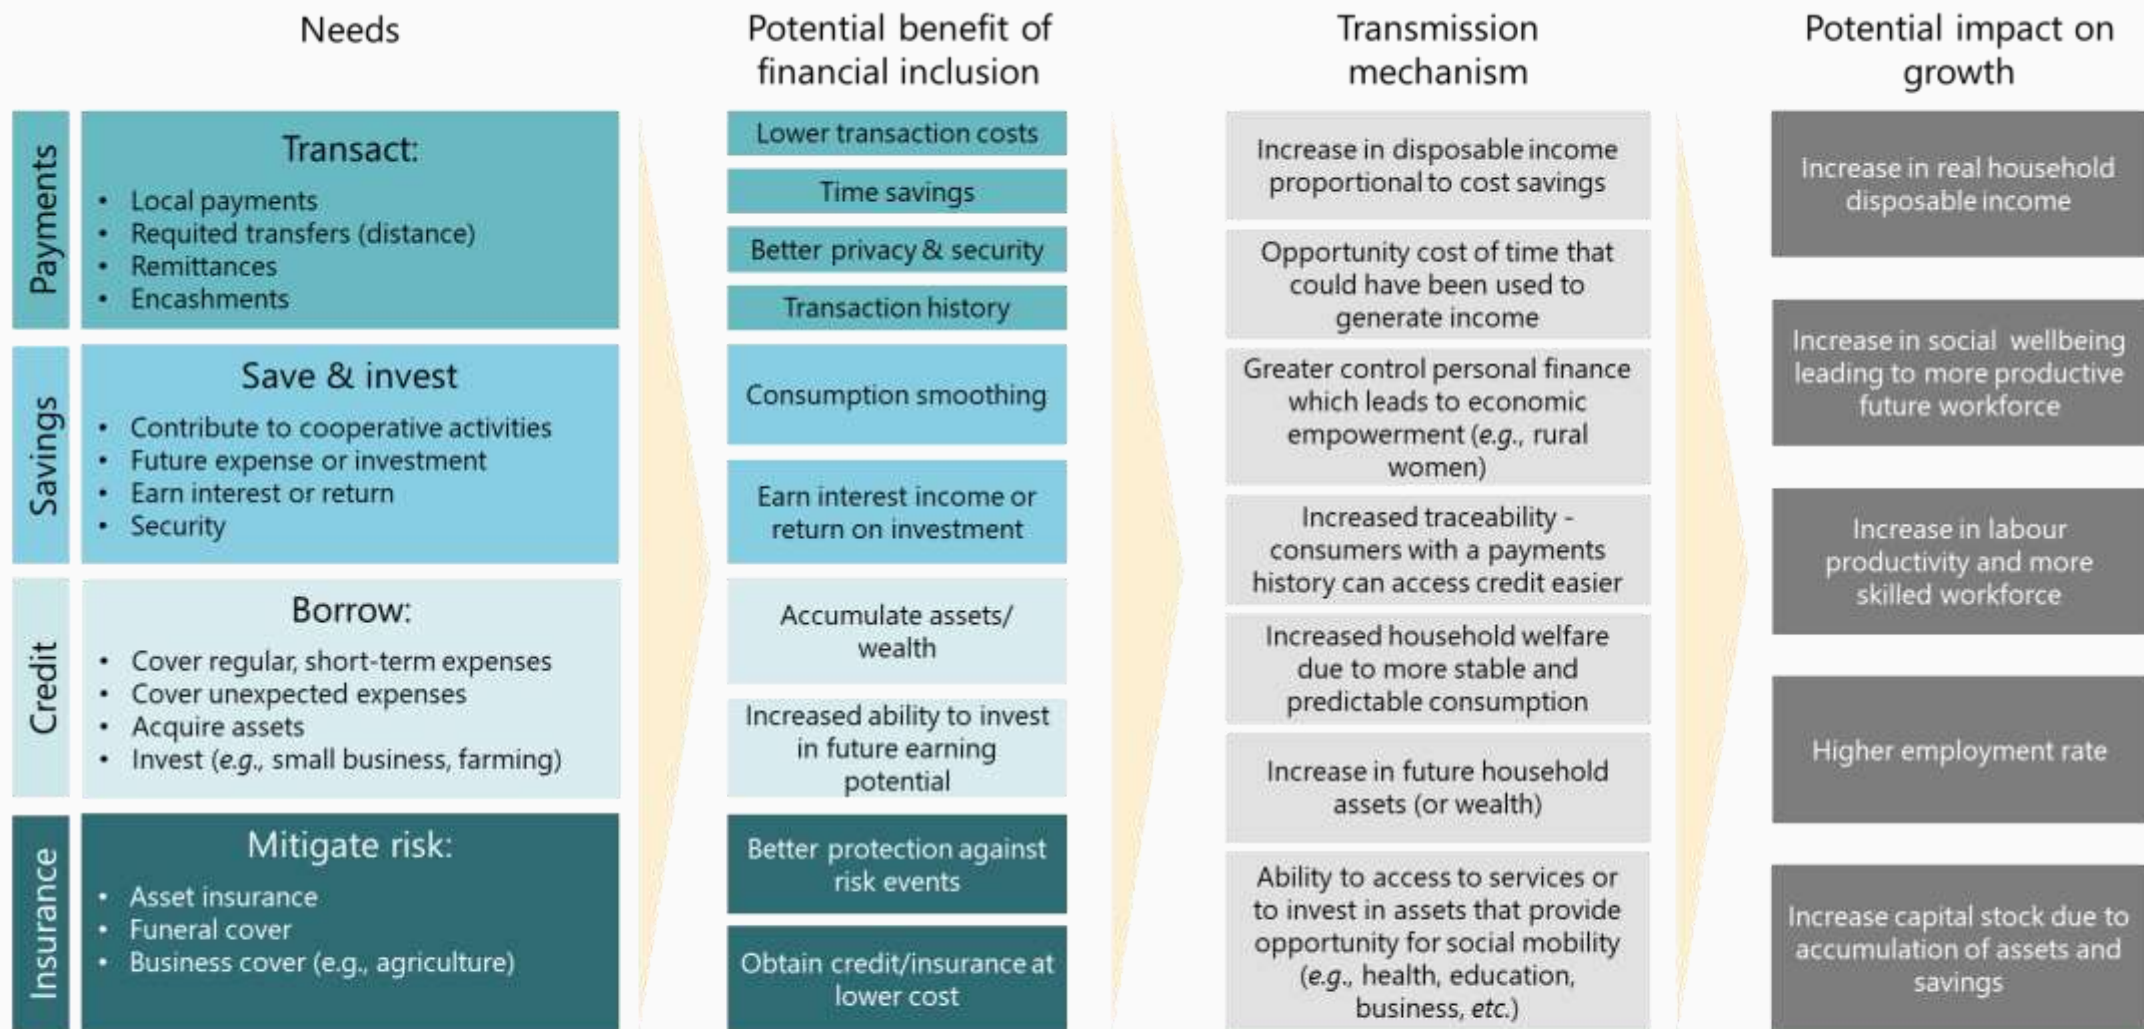 Needs
Potential benefit of
financial inclusion
Transmission
mechanism
Potential impact on
growth
Payments
Transact:
• Local payments
• Requited transfers (distance)
• Remittances
• Encashments
Savings
Save & invest
• Contribute to cooperative activities
• Future expense or investment
• Earn interest or return
• Security
Credit
Borrow:
• Cover regular, short-term expenses
• Cover unexpected expenses
• Acquire assets
• Invest (e.g., small business, farming)
Insurance
Mitigate risk:
• Asset insurance
• Funeral cover
• Business cover (e.g., agriculture)
Lower transaction costs
Time savings
Better privacy & security
Transaction history
Consumption smoothing
Earn interest income or
return on investment
Accumulate assets/
wealth
Increased ability to invest
in future earning
potential
Better protection against
risk events
Obtain credit/insurance at
lower cost
Increase in disposable income
proportional to cost savings
Opportunity cost of time that
could have been used to
generate income
Greater control personal finance
which leads to economic
empowerment (e.g., rural
women)
Increased traceability -
consumers with a payments
history can access credit easier
Increased household welfare
due to more stable and
predictable consumption
Increase in future household
assets (or wealth)
Ability to access to services or
to invest in assets that provide
opportunity for social mobility
(e.g., health, education,
business, etc.)
Increase in real household
disposable income
Increase in social wellbeing
leading to more productive
future workforce
Increase in labour
productivity and more
skilled workforce
Higher employment rate
Increase capital stock due to
accumulation of assets and
savings